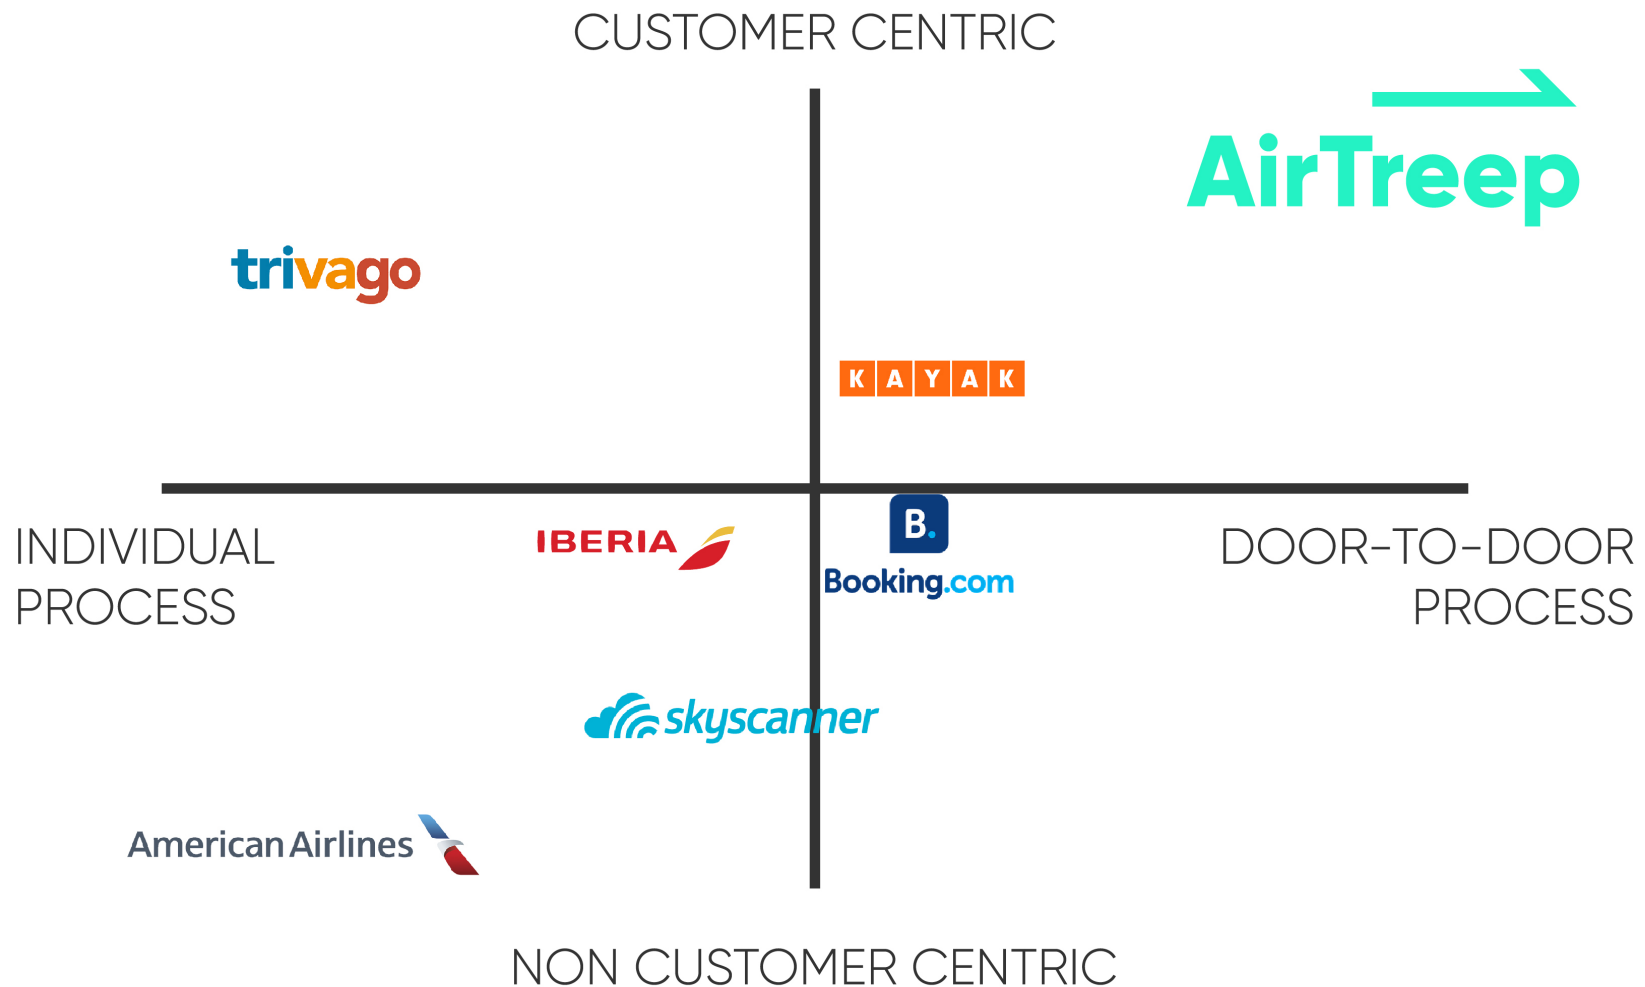 CUSTOMER CENTRIC
AirTreep
trivago
KAYAK
INDIVIDUAL
PROCESS
IBERIA
B.
Booking.com
DOOR-TO-DOOR
PROCESS
skyscanner
American Airlines
NON CUSTOMER CENTRIC